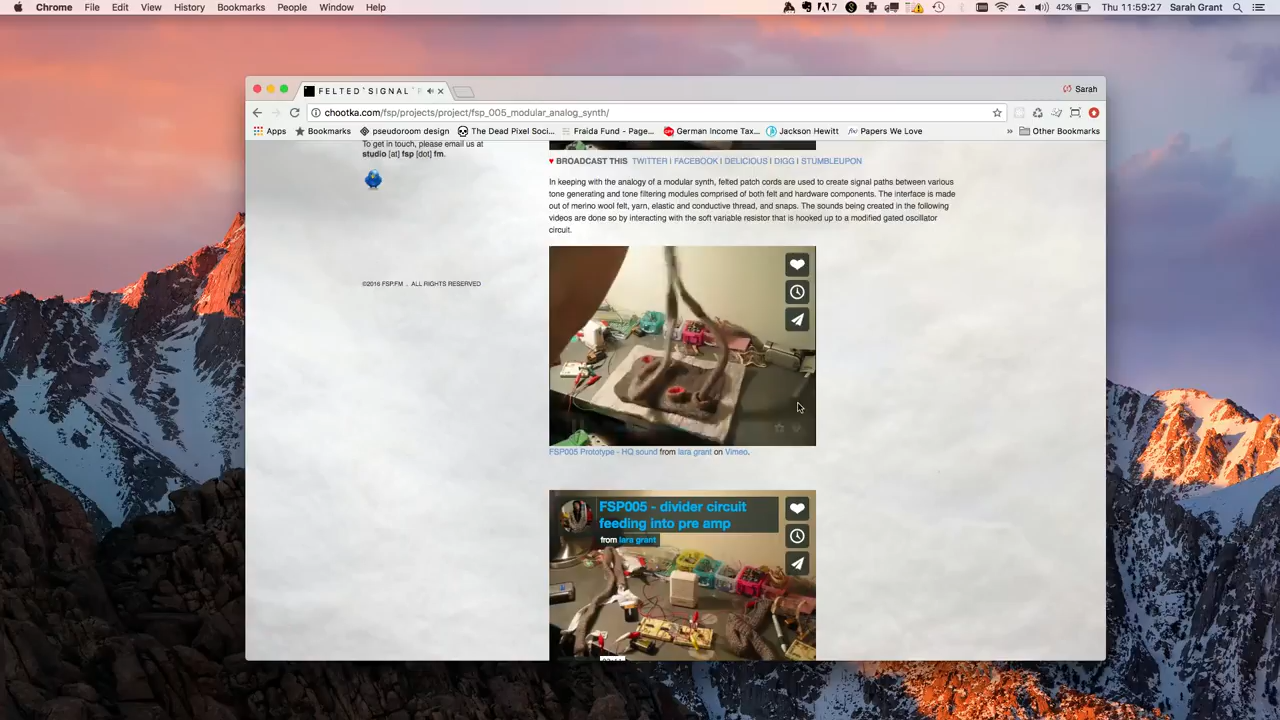 Chrome File Edit View History Bookmarks People Window Help
7 42% Thu 11:59:27 Sarah Grant
FELTED`SIGNAL`
Sarah
chootka.com/fsp/projects/project/fsp_005_modular_analog_synth/
Apps Bookmarks pseudoroom design The Dead Pixel Soci... Fraida Fund - Page... German Income Tax... Jackson Hewitt Papers We Love » Other Bookmarks
To get in touch, please email us at
studio [at] fsp [dot] fm.
©2016 FSP.FM . ALL RIGHTS RESERVED
♥ BROADCAST THIS TWITTER | FACEBOOK | DELICIOUS | DIGG | STUMBLEUPON
In keeping with the analogy of a modular synth, felted patch cords are used to create signal paths between various
tone generating and tone filtering modules comprised of both felt and hardware components. The interface is made
out of merino wool felt, yarn, elastic and conductive thread, and snaps. The sounds being created in the following
videos are done so by interacting with the soft variable resistor that is hooked up to a modified gated oscillator
circuit.
FSP005 Prototype - HQ sound from lara grant on Vimeo.
FSP005 - divider circuit
feeding into pre amp
from lara grant